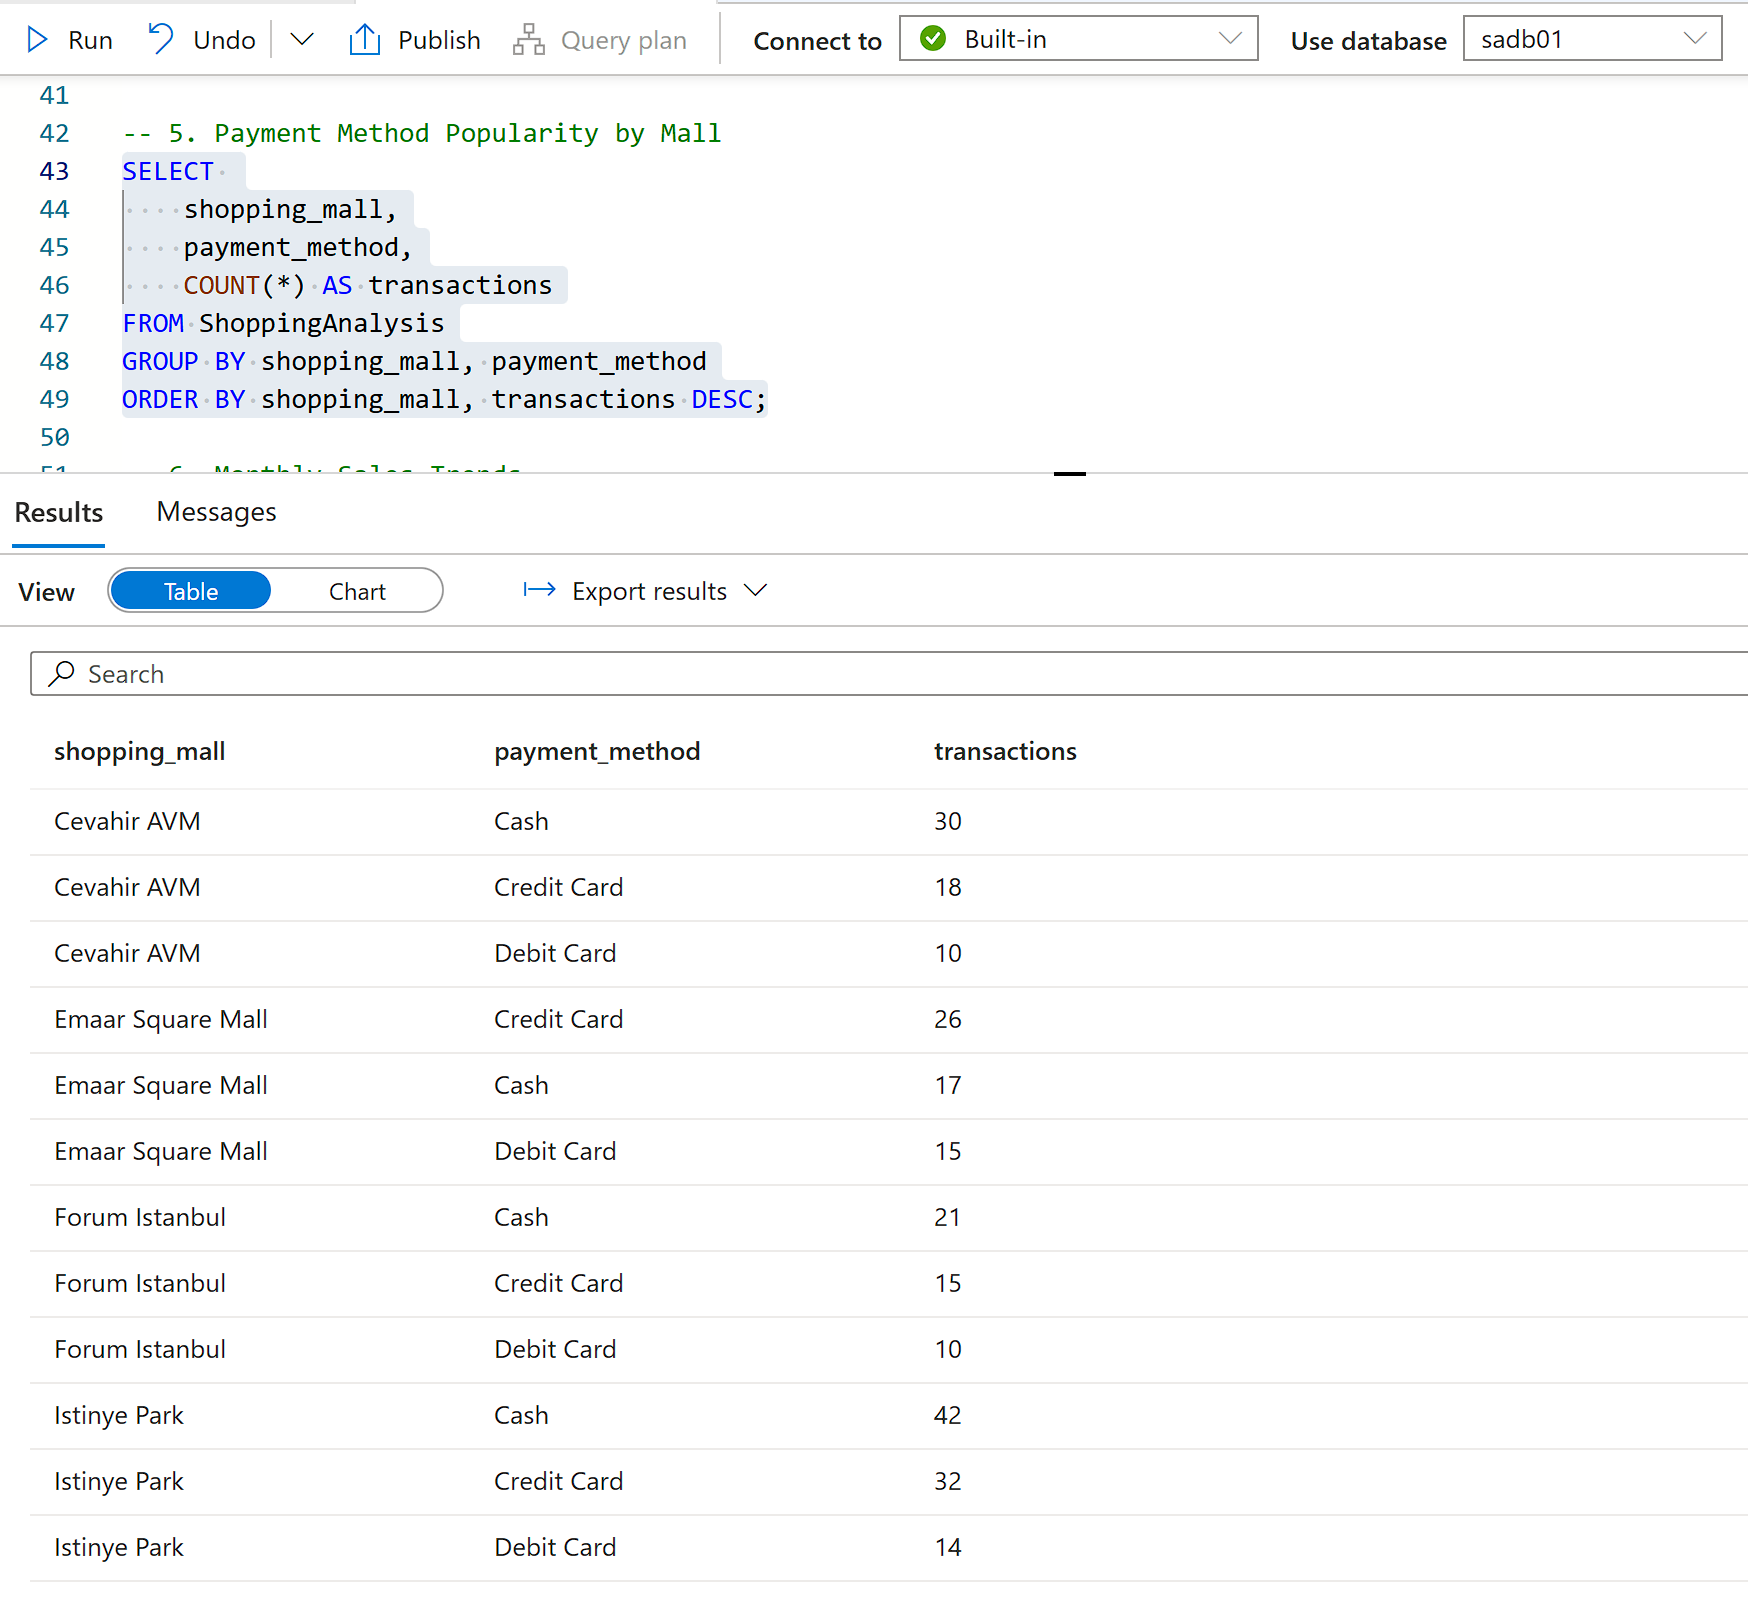 Run Undo Publish Query plan Connect to Built-in Use database sadb01
41
42 -- 5. Payment Method Popularity by Mall
43 SELECT
44 shopping_mall,
45 payment_method,
46 COUNT(*) AS transactions
47 FROM ShoppingAnalysis
48 GROUP BY shopping_mall, payment_method
49 ORDER BY shopping_mall, transactions DESC;
50
51 -- 6. Monthly Sales Trends
Results Messages
View Table Chart Export results
Search
shopping_mall payment_method transactions
Cevahir AVM Cash 30
Cevahir AVM Credit Card 18
Cevahir AVM Debit Card 10
Emaar Square Mall Credit Card 26
Emaar Square Mall Cash 17
Emaar Square Mall Debit Card 15
Forum Istanbul Cash 21
Forum Istanbul Credit Card 15
Forum Istanbul Debit Card 10
Istinye Park Cash 42
Istinye Park Credit Card 32
Istinye Park Debit Card 14